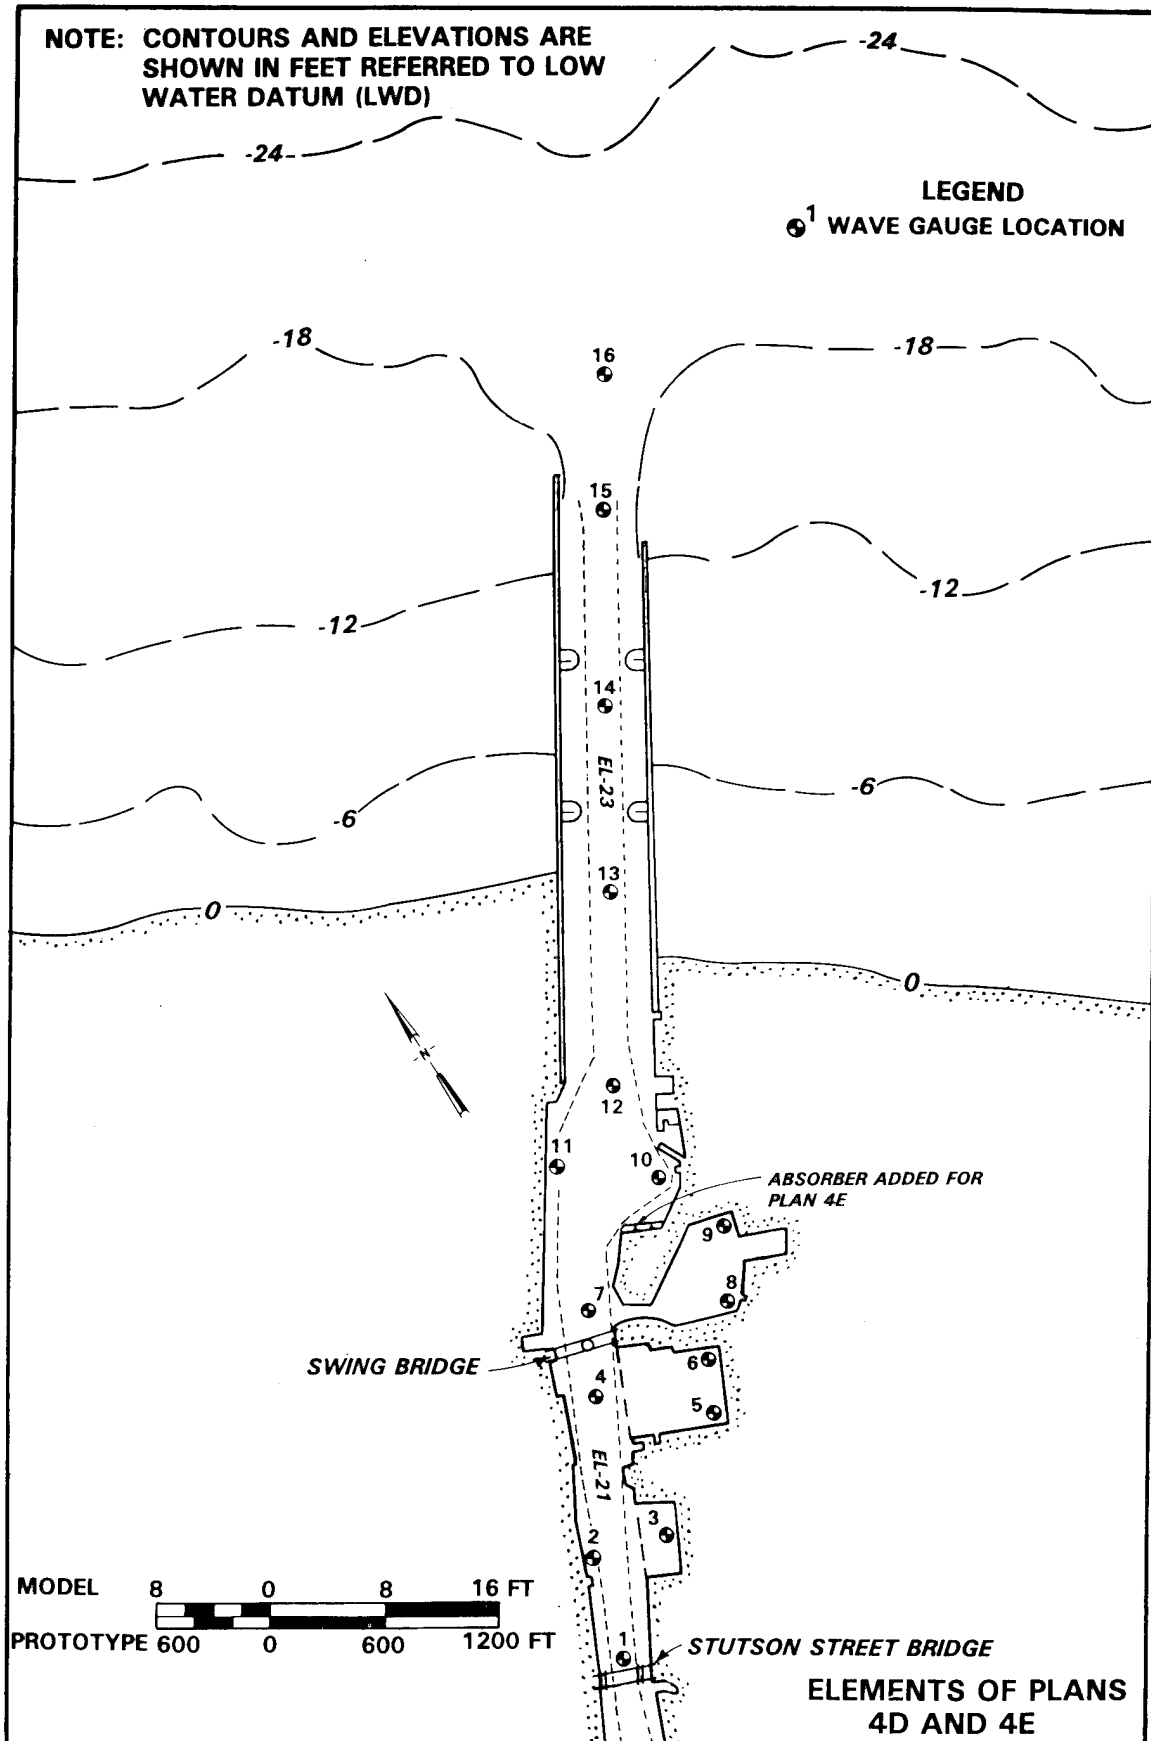 NOTE: CONTOURS AND ELEVATIONS ARE
SHOWN IN FEET REFERRED TO LOW
WATER DATUM (LWD)
-24
-24
LEGEND
1 WAVE GAUGE LOCATION
-18
-18
16
15
-12
-12
14
EL-23
-6
-6
13
0
0
N
12
11
10
ABSORBER ADDED FOR
PLAN 4E
9
8
7
SWING BRIDGE
6
4
5
EL-21
3
2
MODEL 8 0 8 16 FT
PROTOTYPE 600 0 600 1200 FT
1
STUTSON STREET BRIDGE
ELEMENTS OF PLANS
4D AND 4E